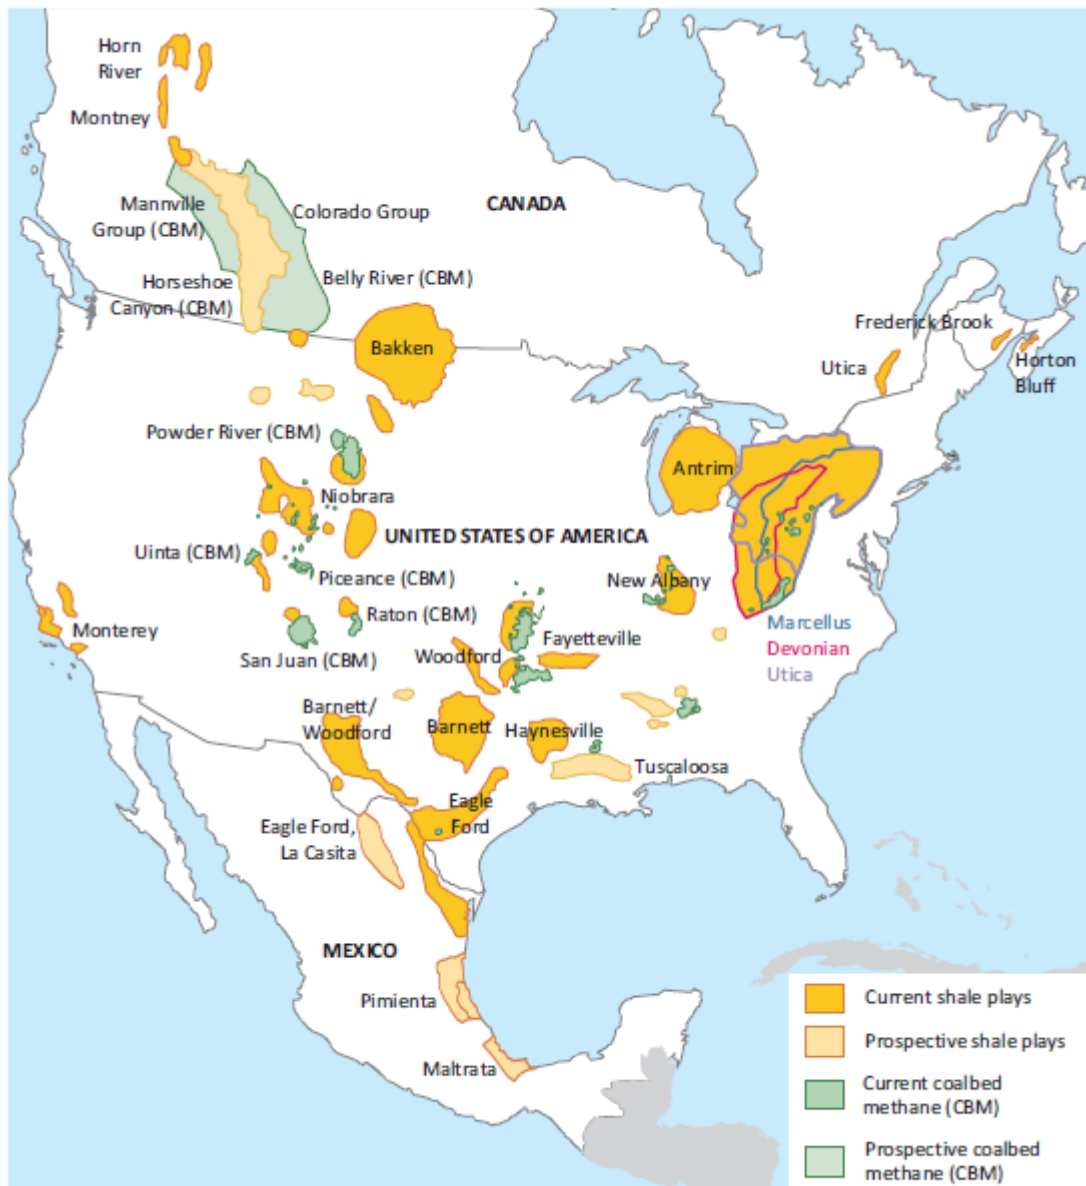 Horn
River
Montney
CANADA
Mannville
Group (CBM)
Colorado Group
Horseshoe
Canyon (CBM)
Belly River (CBM)
Bakken
Frederick Brook
Utica
Horton
Bluff
Powder River (CBM)
Antrim
Niobrara
UNITED STATES OF AMERICA
Uinta (CBM)
Piceance (CBM)
New Albany
Raton (CBM)
Monterey
San Juan (CBM)
Woodford
Fayetteville
Marcellus
Devonian
Utica
Barnett/
Woodford
Barnett
Haynesville
Tuscaloosa
Eagle
Ford
Eagle Ford,
La Casita
MEXICO
Pimienta
Maltrata
Current shale plays
Prospective shale plays
Current coalbed
methane (CBM)
Prospective coalbed
methane (CBM)